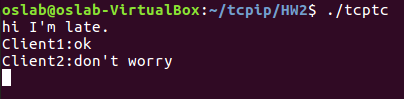 oslab@oslab-VirtualBox:~/tcpip/HW2$ ./tcptc
hi I'm late.
Client1:ok
Client2:don't worry